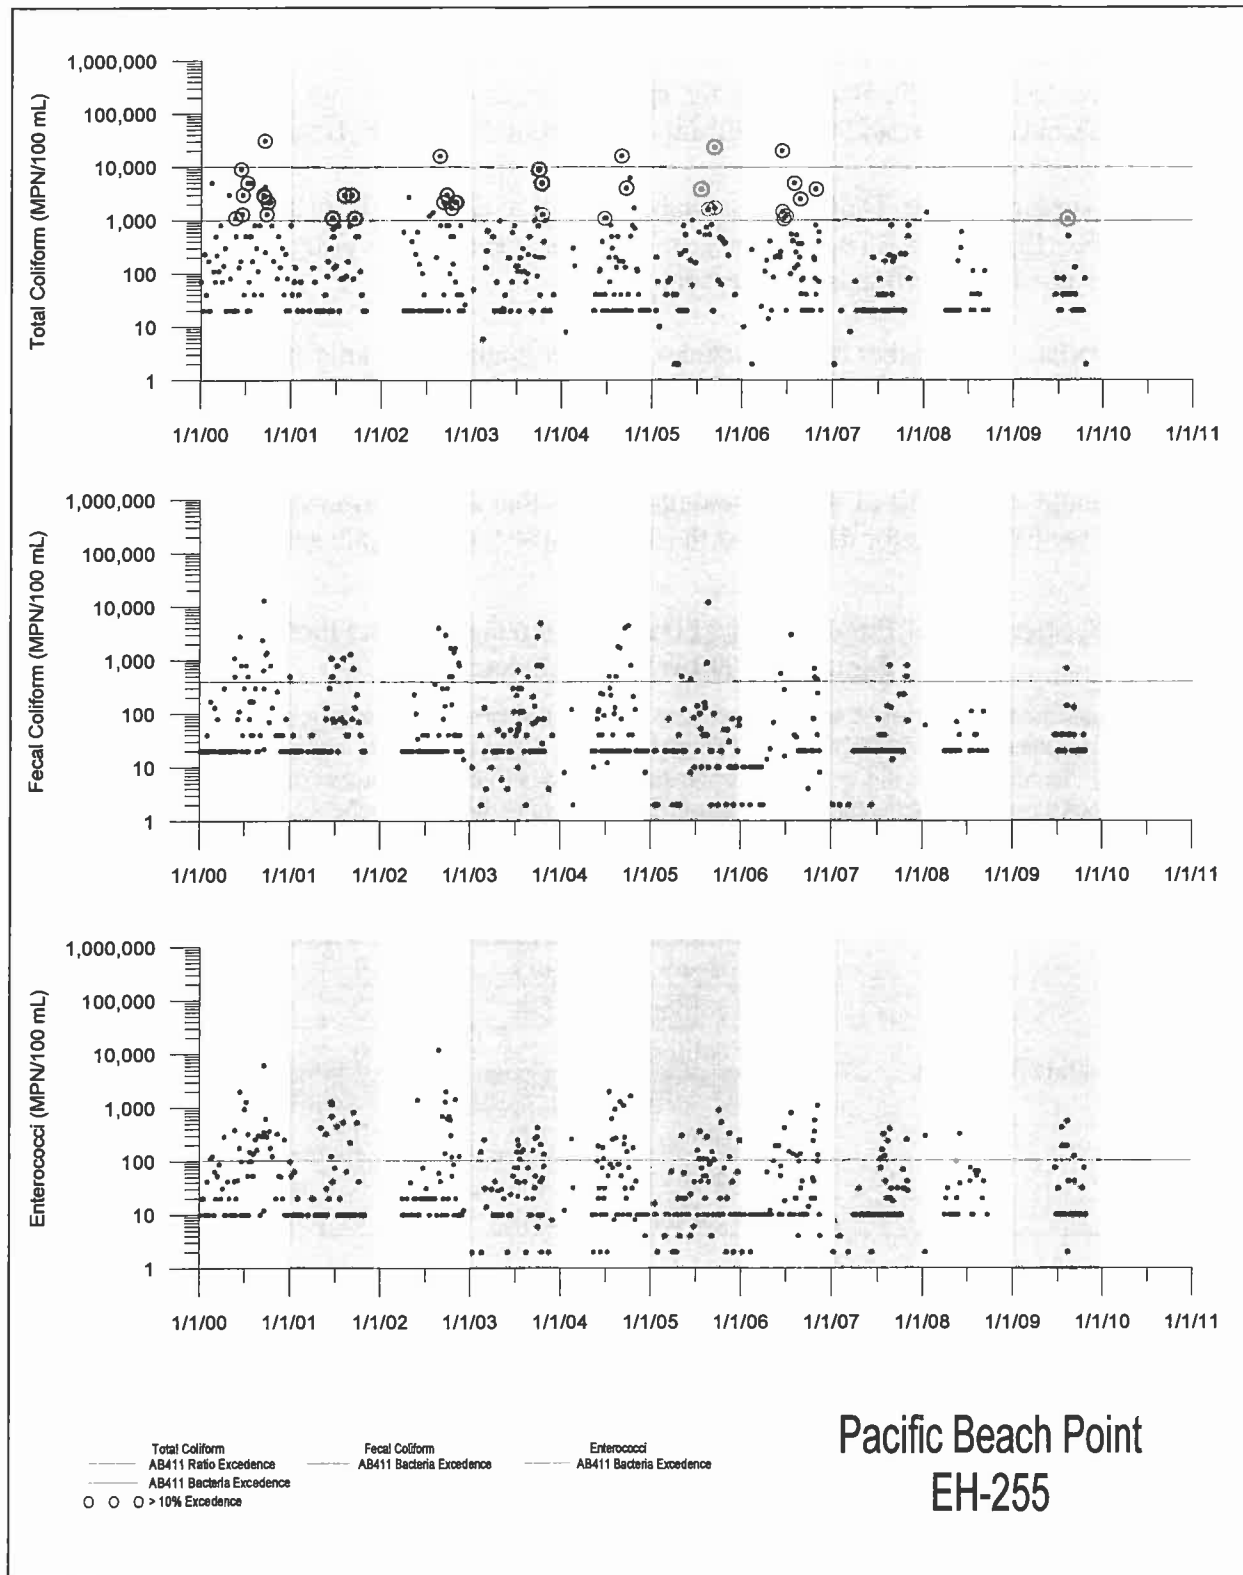 Total Coliform (MPN/100 mL)
1,000,000
100,000
10,000
1,000
100
10
1
1/1/00 1/1/01 1/1/02 1/1/03 1/1/04 1/1/05 1/1/06 1/1/07 1/1/08 1/1/09 1/1/10 1/1/11
Fecal Coliform (MPN/100 mL)
1,000,000
100,000
10,000
1,000
100
10
1
1/1/00 1/1/01 1/1/02 1/1/03 1/1/04 1/1/05 1/1/06 1/1/07 1/1/08 1/1/09 1/1/10 1/1/11
Enterococci (MPN/100 mL)
1,000,000
100,000
10,000
1,000
100
10
1
1/1/00 1/1/01 1/1/02 1/1/03 1/1/04 1/1/05 1/1/06 1/1/07 1/1/08 1/1/09 1/1/10 1/1/11
Total Coliform
AB411 Ratio Excedence
AB411 Bacteria Excedence
> 10% Excedence
Fecal Coliform
AB411 Bacteria Excedence
Enterococci
AB411 Bacteria Excedence
Pacific Beach Point
EH-255